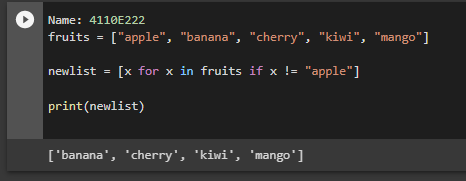 Name: 4110E222
fruits = ["apple", "banana", "cherry", "kiwi", "mango"]
newlist = [x for x in fruits if x != "apple"]
print(newlist)
['banana', 'cherry', 'kiwi', 'mango']